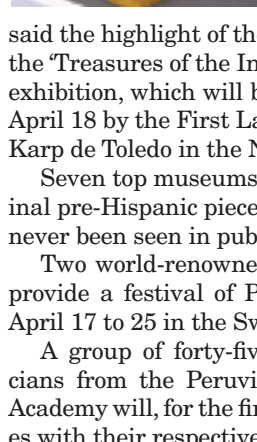 said the highlight of th
the ‘Treasures of the In
exhibition, which will b
April 18 by the First La
Karp de Toledo in the N
Seven top museums
inal pre-Hispanic piece
never been seen in pub
Two world-renowne
provide a festival of P
April 17 to 25 in the Sw
A group of forty-fiv
cians from the Peruvi
Academy will, for the fi
es with their respective